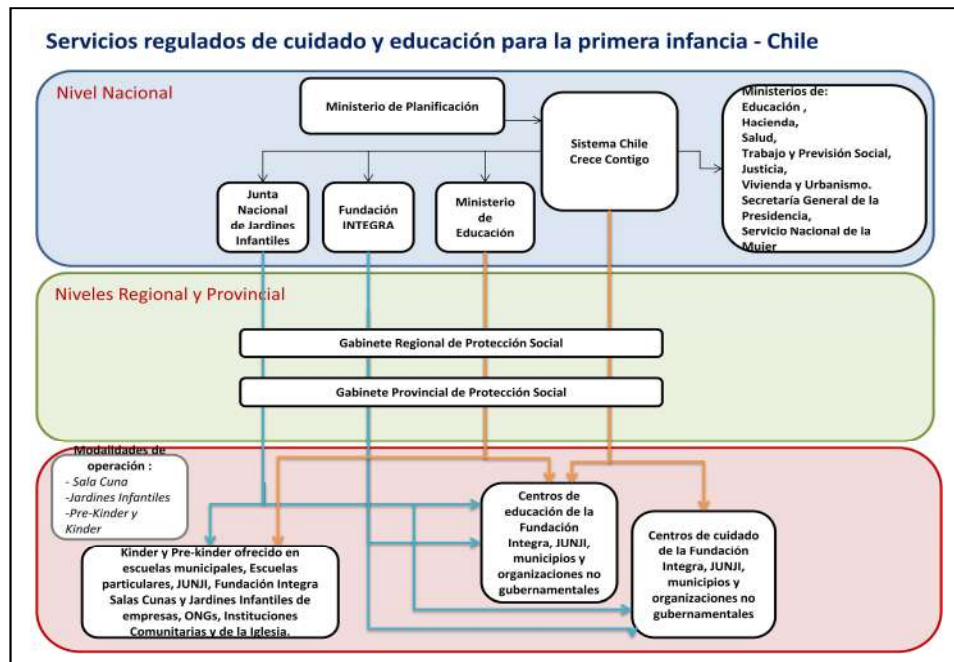 Servicios regulados de cuidado y educación para la primera infancia - Chile
Nivel Nacional
Ministerio de Planificación
Sistema Chile
Crece Contigo
Ministerios de:
Educación ,
Hacienda,
Salud,
Trabajo y Previsión Social,
Justicia,
Vivienda y Urbanismo.
Secretaría General de la
Presidencia,
Servicio Nacional de la
Mujer
Junta
Nacional
de Jardines
Infantiles
Fundación
INTEGRA
Ministerio
de
Educación
Niveles Regional y Provincial
Gabinete Regional de Protección Social
Gabinete Provincial de Protección Social
Modalidades de
operación :
- Sala Cuna
-Jardines Infantiles
-Pre-Kinder y
Kinder
Kinder y Pre-kinder ofrecido en
escuelas municipales, Escuelas
particulares, JUNJI, Fundación Integra
Salas Cunas y Jardines Infantiles de
empresas, ONGs, Instituciones
Comunitarias y de la Iglesia.
Centros de
educación de la
Fundación
Integra, JUNJI,
municipios y
organizaciones no
gubernamentales
Centros de cuidado
de la Fundación
Integra, JUNJI,
municipios y
organizaciones no
gubernamentales